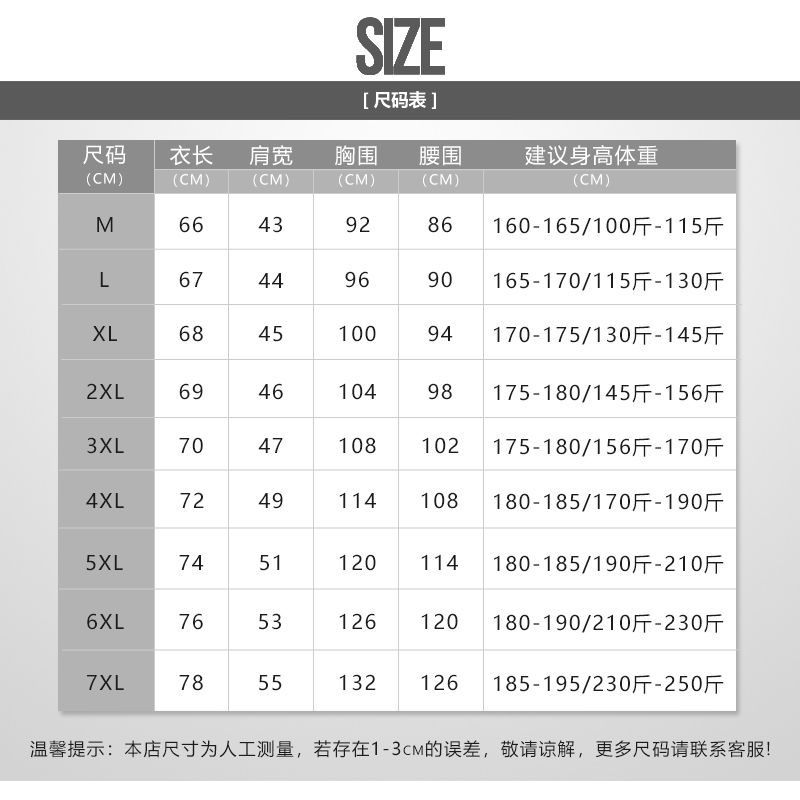 SIZE
[ 尺码表 ]
尺码 衣长 肩宽 胸围 腰围 建议身高体重
(CM) (CM) (CM) (CM) (CM) (CM)
M 66 43 92 86 160-165/100斤-115斤
L 67 44 96 90 165-170/115斤-130斤
XL 68 45 100 94 170-175/130斤-145斤
2XL 69 46 104 98 175-180/145斤-156斤
3XL 70 47 108 102 175-180/156斤-170斤
4XL 72 49 114 108 180-185/170斤-190斤
5XL 74 51 120 114 180-185/190斤-210斤
6XL 76 53 126 120 180-190/210斤-230斤
7XL 78 55 132 126 185-195/230斤-250斤
温馨提示：本店尺寸为人工测量，若存在1-3CM的误差，敬请谅解，更多尺码请联系客服!